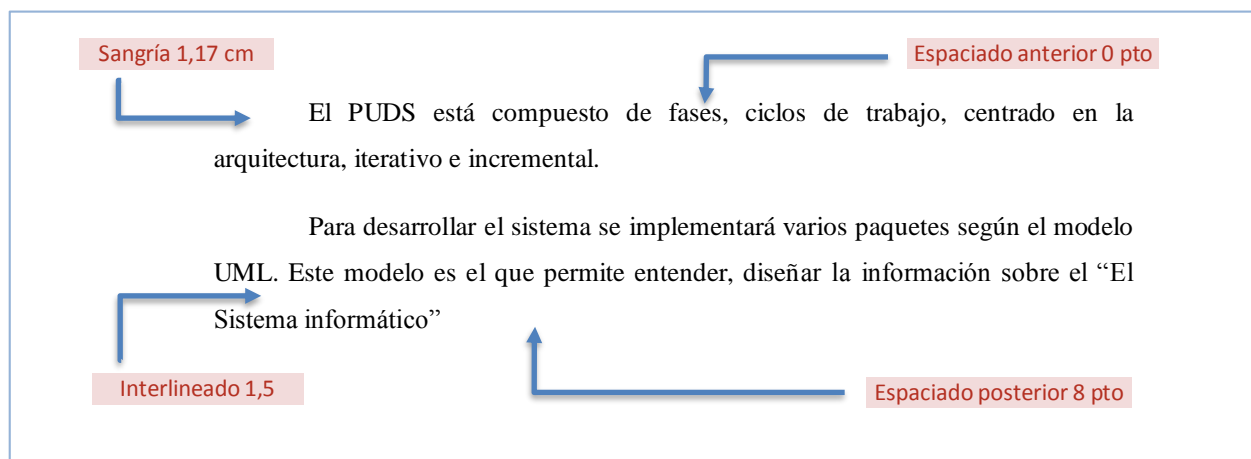 Sangría 1,17 cm
Espaciado anterior 0 pto
El PUDS está compuesto de fases, ciclos de trabajo, centrado en la
arquitectura, iterativo e incremental.
Para desarrollar el sistema se implementará varios paquetes según el modelo
UML. Este modelo es el que permite entender, diseñar la información sobre el “El
Sistema informático”
Interlineado 1,5
Espaciado posterior 8 pto